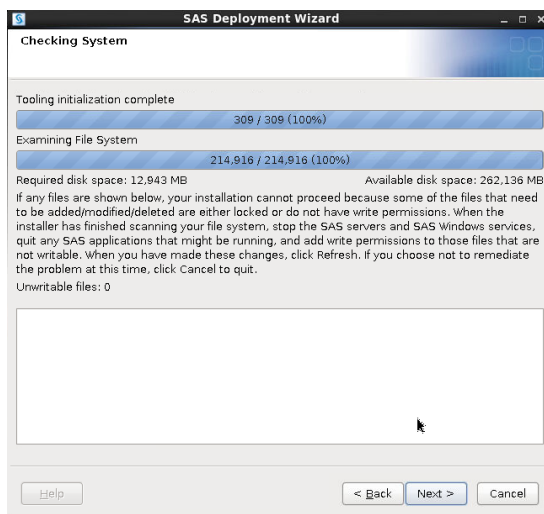 SAS Deployment Wizard
Checking System
Tooling initialization complete
309 / 309 (100%)
Examining File System
214,916 / 214,916 (100%)
Required disk space: 12,943 MB
Available disk space: 262,136 MB
If any files are shown below, your installation cannot proceed because some of the files that need
to be added/modified/deleted are either locked or do not have write permissions. When the
installer has finished scanning your file system, stop the SAS servers and SAS Windows services,
quit any SAS applications that might be running, and add write permissions to those files that are
not writable. When you have made these changes, click Refresh. If you choose not to remediate
the problem at this time, click Cancel to quit.
Unwritable files: 0
Help
< Back
Next >
Cancel